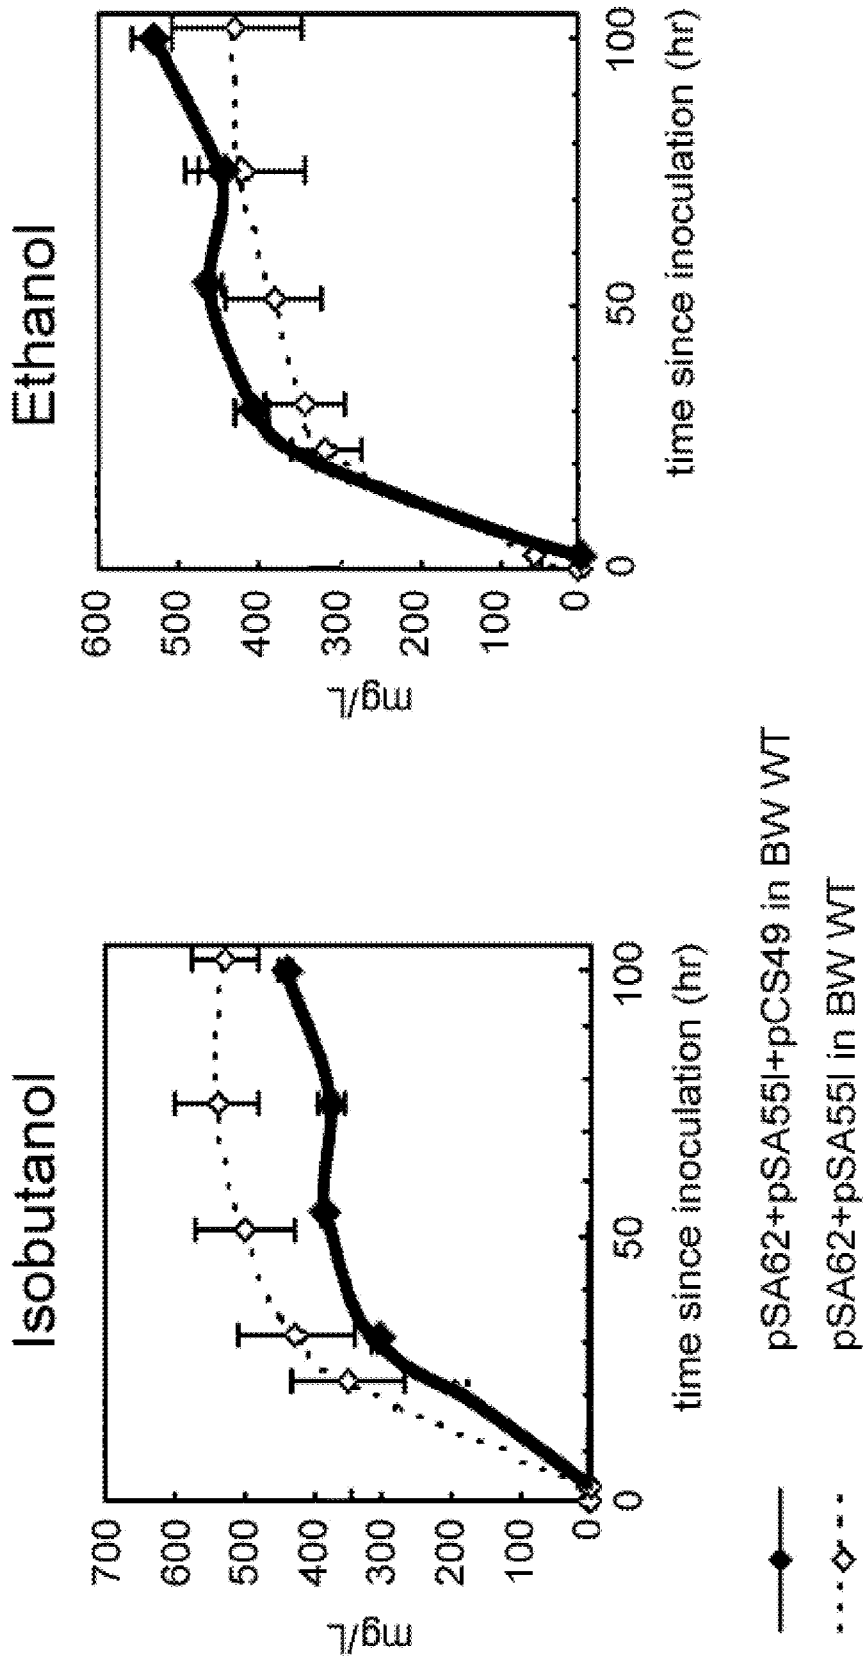 Isobutanol
700
600
500
400
300
200
100
0
mg/L
0
50
100
time since inoculation (hr)
Ethanol
600
500
400
300
200
100
0
mg/L
0
50
100
time since inoculation (hr)
pSA62+pSA55I+pCS49 in BW WT
pSA62+pSA55I in BW WT